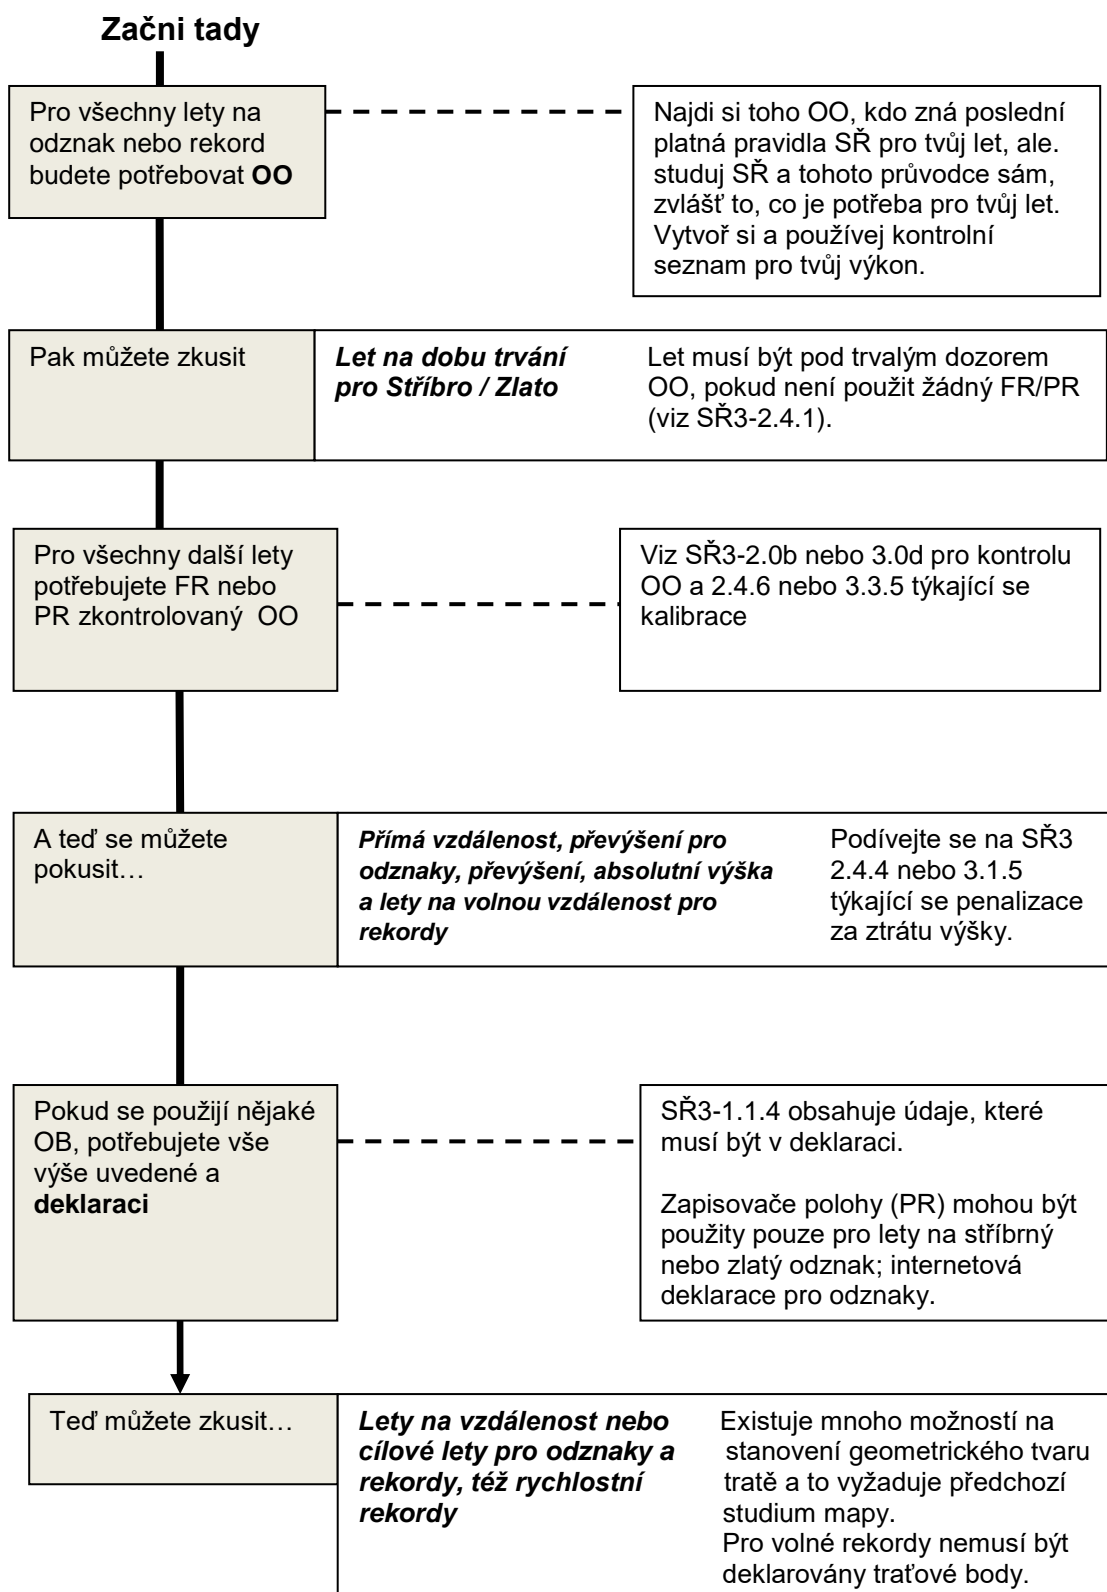 Začni tady
Pro všechny lety na
odznak nebo rekord
budete potřebovat OO
Najdi si toho OO, kdo zná poslední
platná pravidla SŘ pro tvůj let, ale.
studuj SŘ a tohoto průvodce sám,
zvlášť to, co je potřeba pro tvůj let.
Vytvoř si a používej kontrolní
seznam pro tvůj výkon.
Pak můžete zkusit
Let na dobu trvání
pro Stříbro / Zlato
Let musí být pod trvalým dozorem
OO, pokud není použit žádný FR/PR
(viz SŘ3-2.4.1).
Pro všechny další lety
potřebujete FR nebo
PR zkontrolovaný OO
Viz SŘ3-2.0b nebo 3.0d pro kontrolu
OO a 2.4.6 nebo 3.3.5 týkající se
kalibrace
A teď se můžete
pokusit…
Přímá vzdálenost, převýšení pro
odznaky, převýšení, absolutní výška
a lety na volnou vzdálenost pro
rekordy
Podívejte se na SŘ3
2.4.4 nebo 3.1.5
týkající se penalizace
za ztrátu výšky.
Pokud se použijí nějaké
OB, potřebujete vše
výše uvedené a
deklaraci
SŘ3-1.1.4 obsahuje údaje, které
musí být v deklaraci.
Zapisovače polohy (PR) mohou být
použity pouze pro lety na stříbrný
nebo zlatý odznak; internetová
deklarace pro odznaky.
Teď můžete zkusit…
Lety na vzdálenost nebo
cílové lety pro odznaky a
rekordy, též rychlostní
rekordy
Existuje mnoho možností na
stanovení geometrického tvaru
tratě a to vyžaduje předchozí
studium mapy.
Pro volné rekordy nemusí být
deklarovány traťové body.